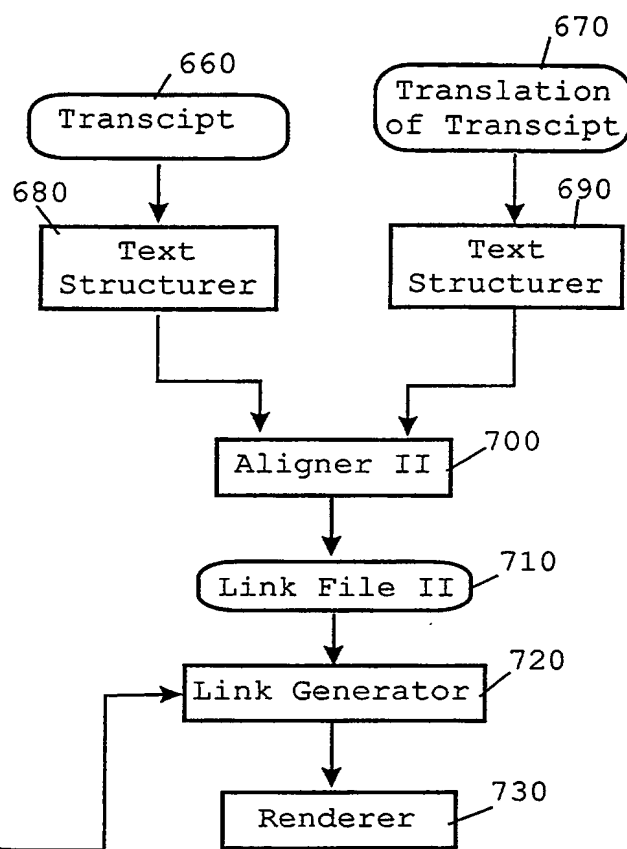 660
Transcipt
670
Translation
of Transcipt
680
Text
Structurer
690
Text
Structurer
700
Aligner II
710
Link File II
720
Link Generator
730
Renderer